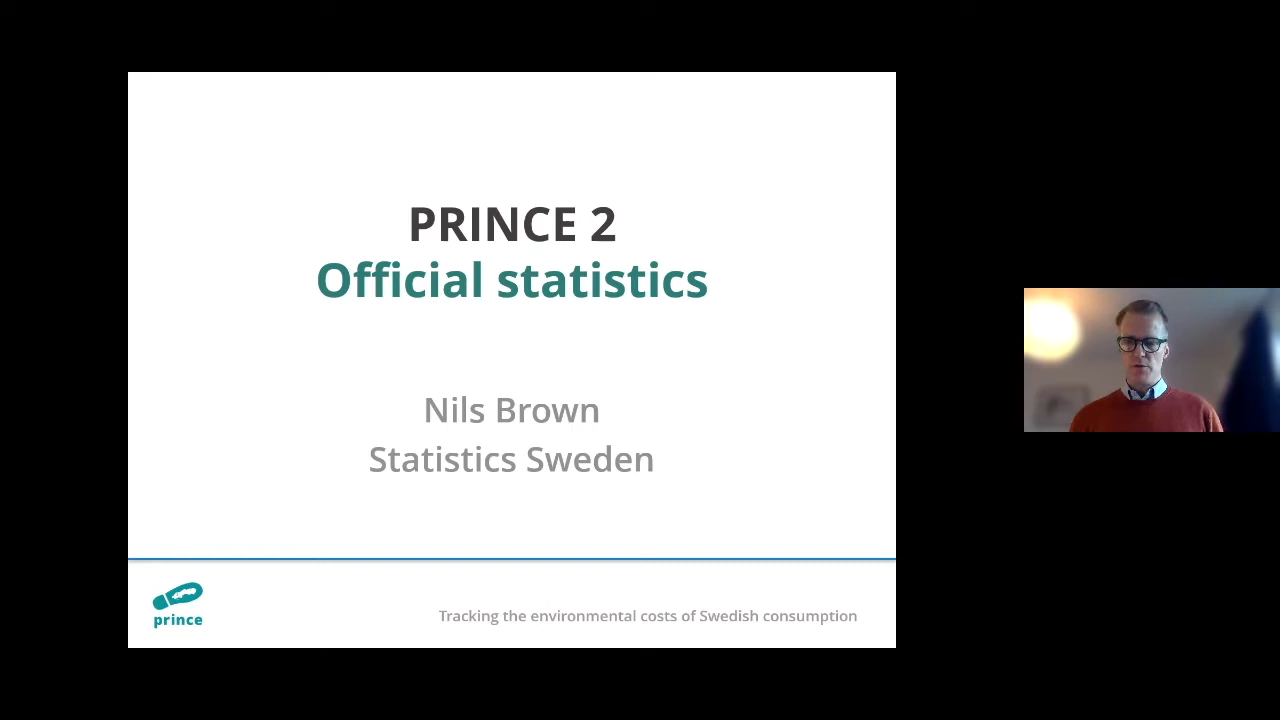 PRINCE 2
Official statistics
Nils Brown
Statistics Sweden
prince
Tracking the environmental costs of Swedish consumption